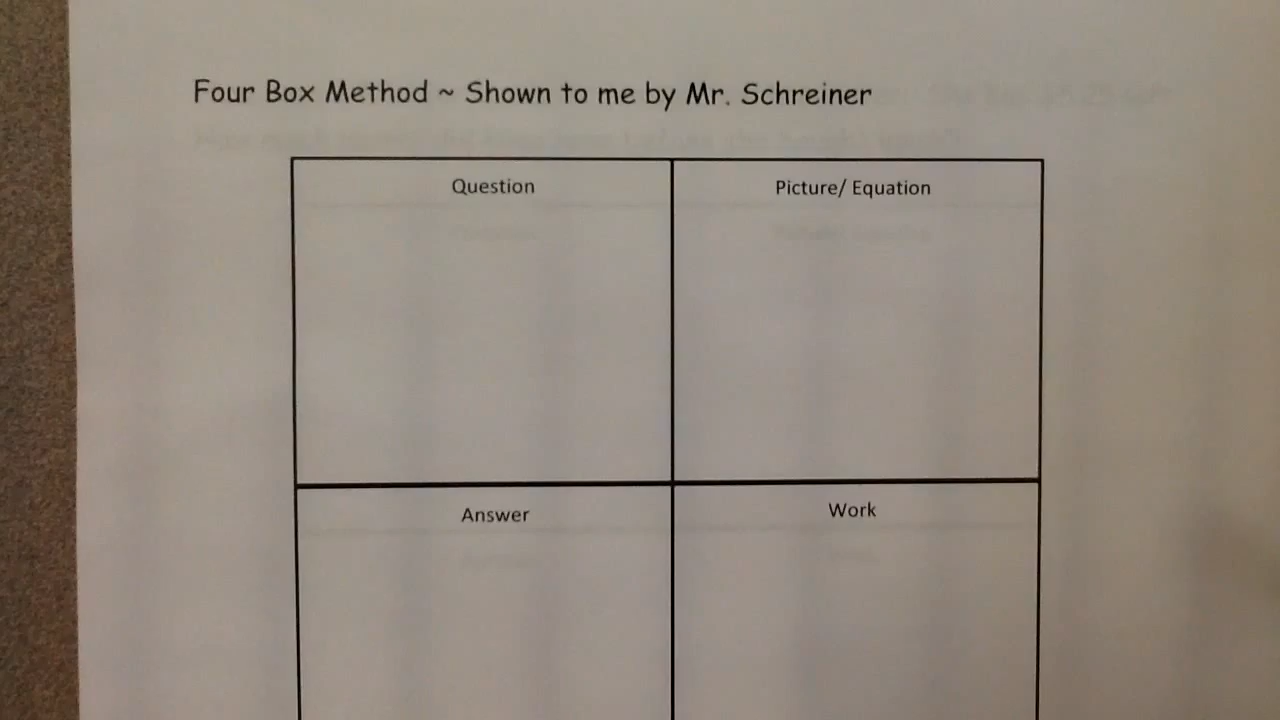 Four Box Method ~ Shown to me by Mr. Schreiner
Question
Picture/ Equation
Answer
Work